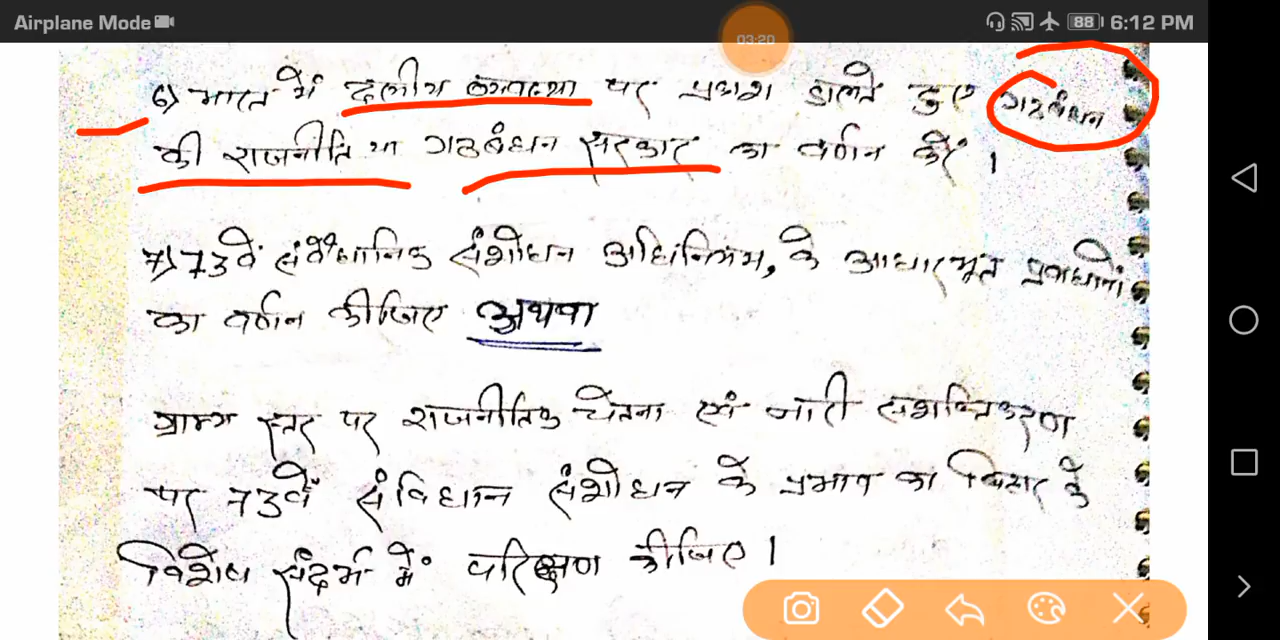 Airplane Mode 88 6:12 PM
03:20
6) भारत में दलीय व्यवस्था पर प्रकाश डालते हुए गठबंधन
की राजनीति या गठबंधन सरकार का वर्णन करें ।
7) 73वें संवैधानिक संशोधन अधिनियम, के आधारभूत प्रावधानों
का वर्णन कीजिए अथवा
ग्राम्य स्तर पर राजनीतिक चेतना एवं नारी सशक्तिकरण
पर 73वें संविधान संशोधन के प्रभाव का बिहार के
विशेष संदर्भ में परिक्षण कीजिए ।